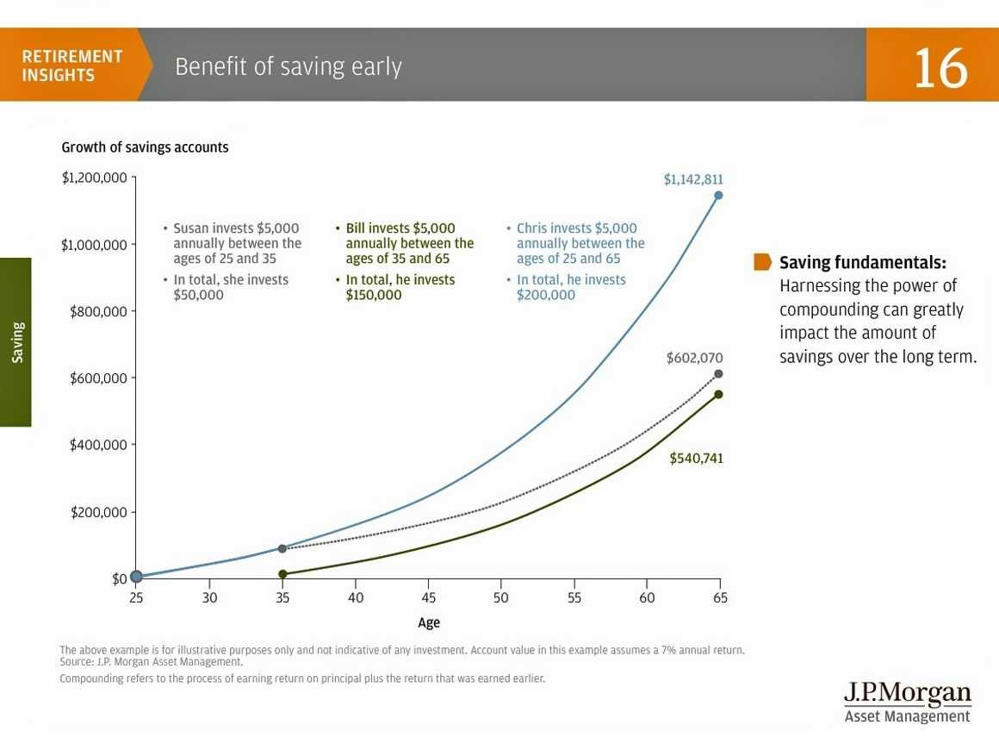 RETIREMENT
INSIGHTS
Benefit of saving early
16
Saving
Growth of savings accounts
$1,200,000
$1,000,000
$800,000
$600,000
$400,000
$200,000
$0
$1,142,811
• Susan invests $5,000
annually between the
ages of 25 and 35
• In total, she invests
$50,000
• Bill invests $5,000
annually between the
ages of 35 and 65
• In total, he invests
$150,000
• Chris invests $5,000
annually between the
ages of 25 and 65
• In total, he invests
$200,000
$602,070
$540,741
25 30 35 40 45 50 55 60 65
Age
Saving fundamentals:
Harnessing the power of
compounding can greatly
impact the amount of
savings over the long term.
The above example is for illustrative purposes only and not indicative of any investment. Account value in this example assumes a 7% annual return.
Source: J.P. Morgan Asset Management.
Compounding refers to the process of earning return on principal plus the return that was earned earlier.
J.P.Morgan
Asset Management